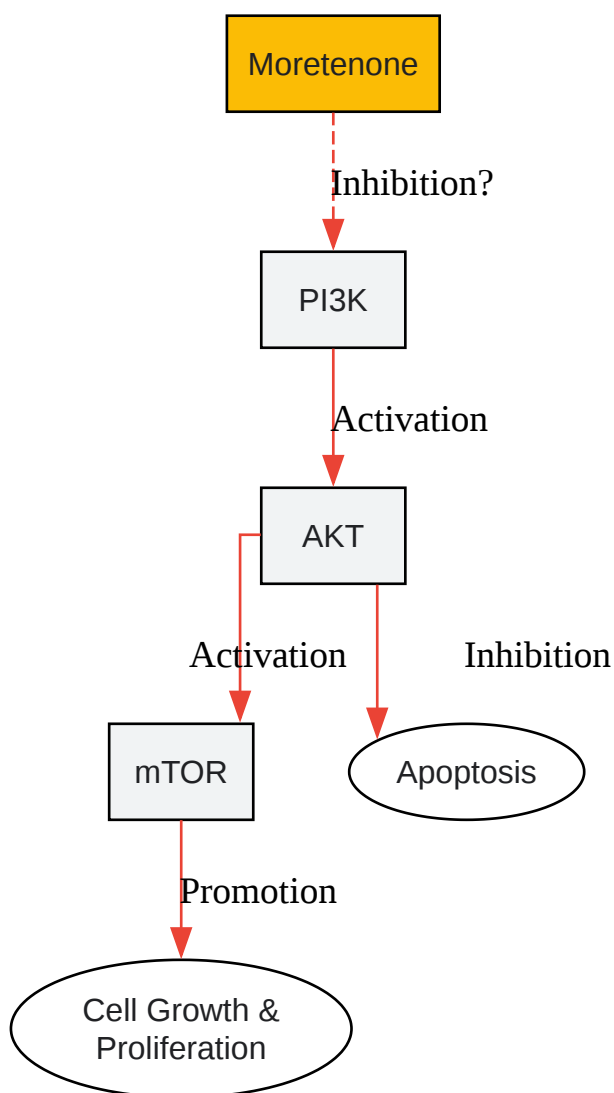 Moretenone
Inhibition?
PI3K
Activation
AKT
Activation
Inhibition
mTOR
Apoptosis
Promotion
Cell Growth &
Proliferation